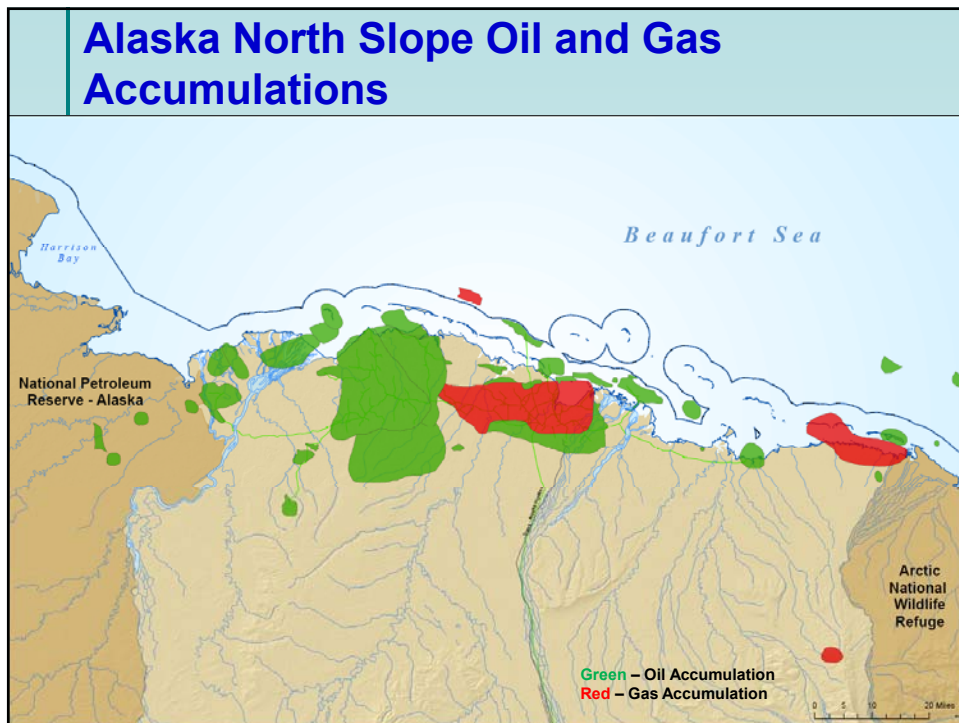 Alaska North Slope Oil and Gas
Accumulations
Beaufort Sea
Harrison
Bay
National Petroleum
Reserve - Alaska
Arctic
National
Wildlife
Refuge
Green – Oil Accumulation
Red – Gas Accumulation
0 5 10 20 Miles